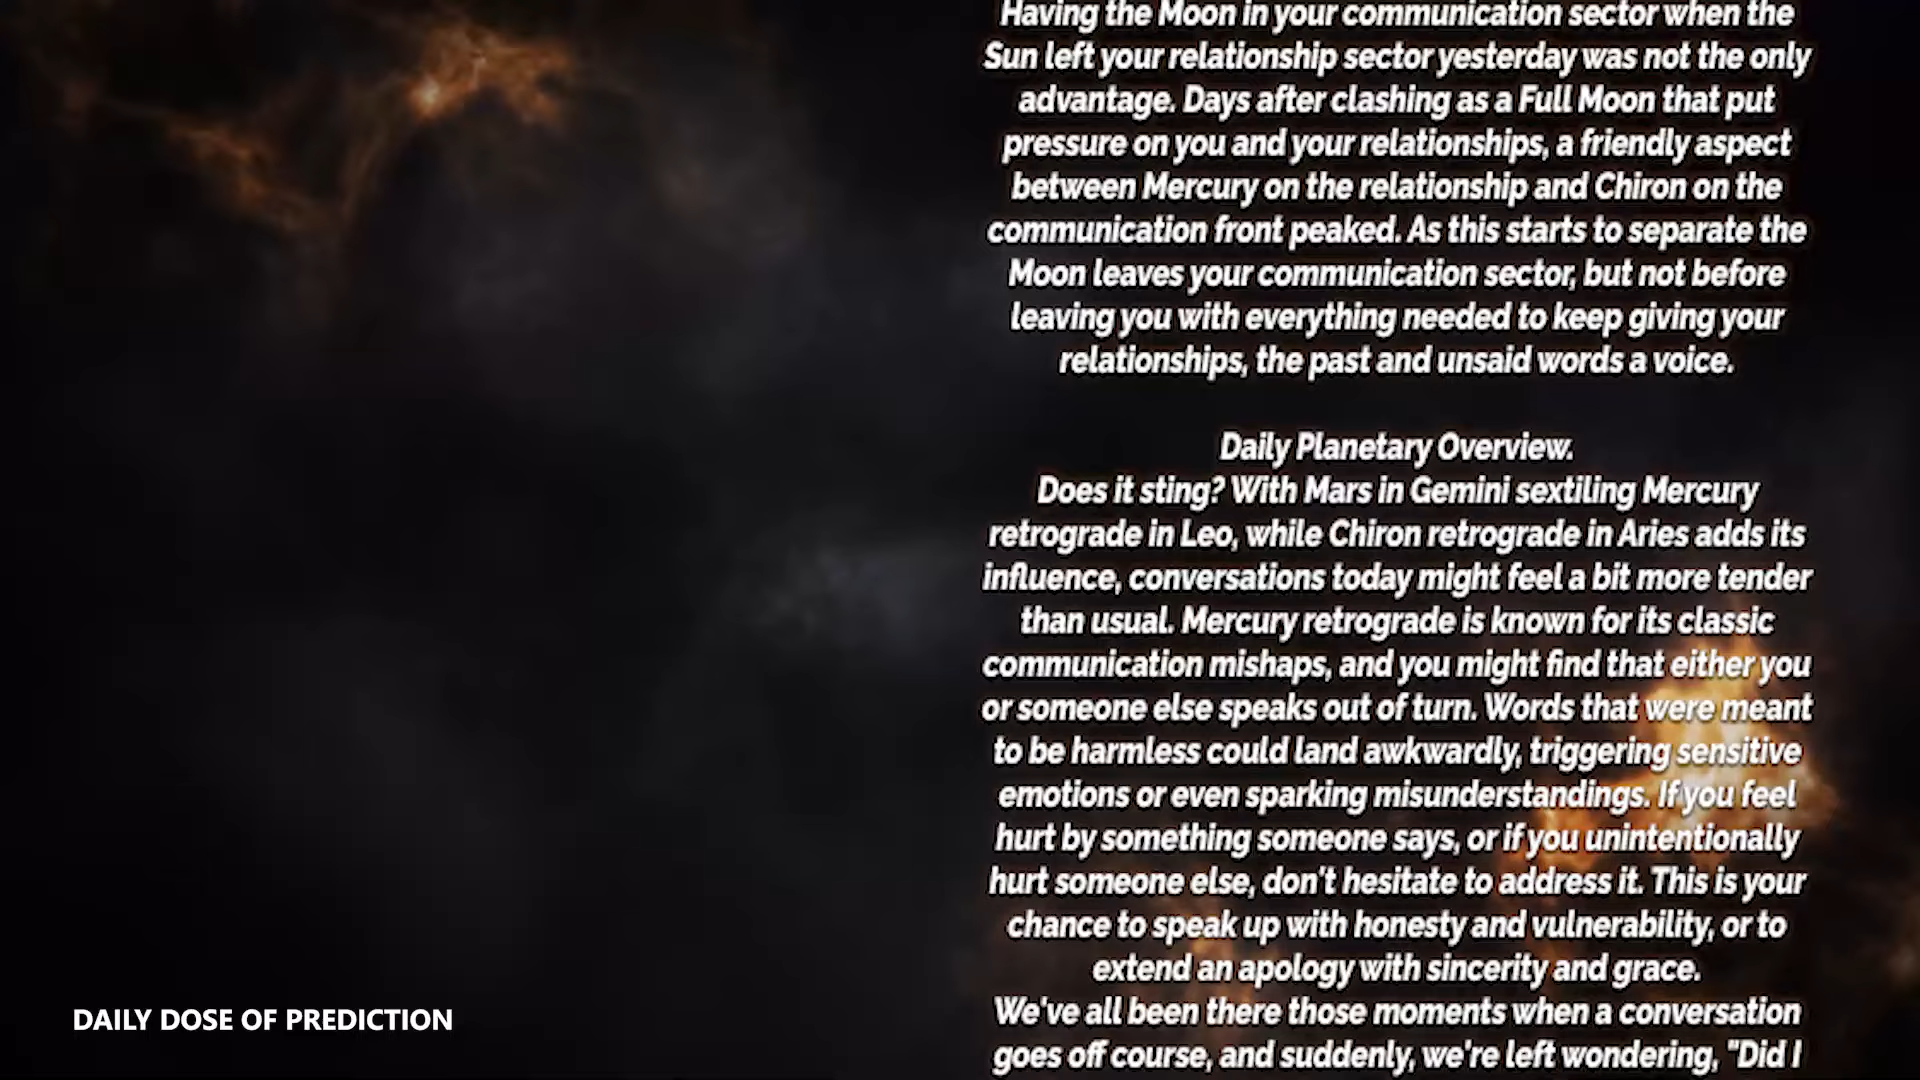 Having the Moon in your communication sector when the
Sun left your relationship sector yesterday was not the only
advantage. Days after clashing as a Full Moon that put
pressure on you and your relationships, a friendly aspect
between Mercury on the relationship and Chiron on the
communication front peaked. As this starts to separate the
Moon leaves your communication sector, but not before
leaving you with everything needed to keep giving your
relationships, the past and unsaid words a voice.
Daily Planetary Overview.
Does it sting? With Mars in Gemini sextiling Mercury
retrograde in Leo, while Chiron retrograde in Aries adds its
influence, conversations today might feel a bit more tender
than usual. Mercury retrograde is known for its classic
communication mishaps, and you might find that either you
or someone else speaks out of turn. Words that were meant
to be harmless could land awkwardly, triggering sensitive
emotions or even sparking misunderstandings. If you feel
hurt by something someone says, or if you unintentionally
hurt someone else, don't hesitate to address it. This is your
chance to speak up with honesty and vulnerability, or to
extend an apology with sincerity and grace.
We've all been there those moments when a conversation
goes off course, and suddenly, we're left wondering, "Did I
DAILY DOSE OF PREDICTION